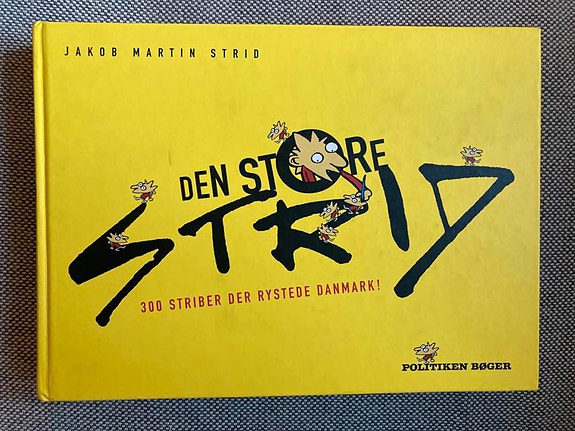 JAKOB MARTIN STRID
DEN STORE
STRID
300 STRIBER DER RYSTEDE DANMARK!
POLITIKEN BØGER